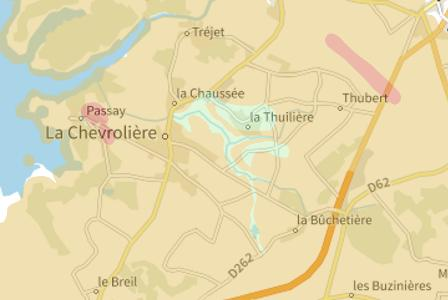 Tréjet
la Chaussée
Passay
Thubert
la Thuilière
La Chevrolière
D62
la Bûchetière
D262
le Breil
les Buzinières
M